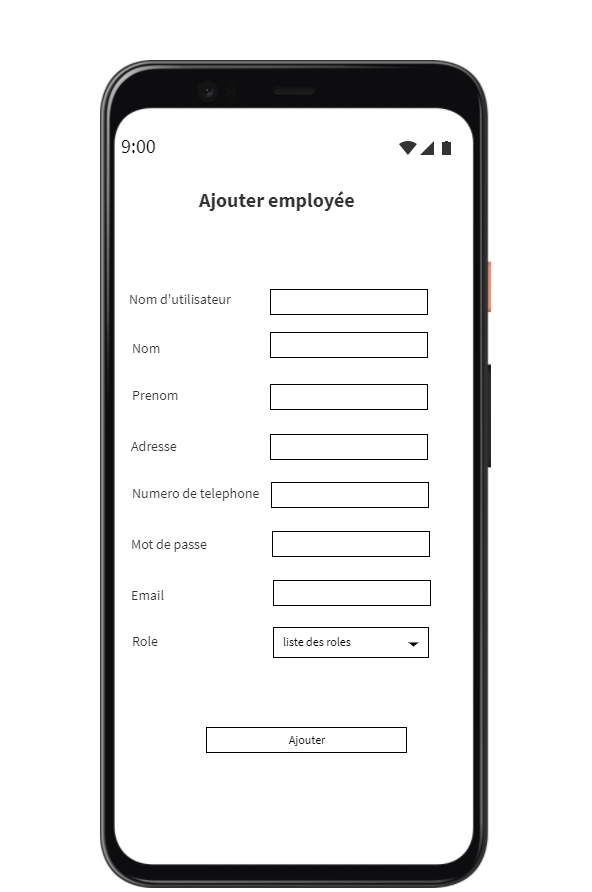 9:00
Ajouter employée
Nom d'utilisateur
Nom
Prenom
Adresse
Numero de telephone
Mot de passe
Email
Role
liste des roles
Ajouter